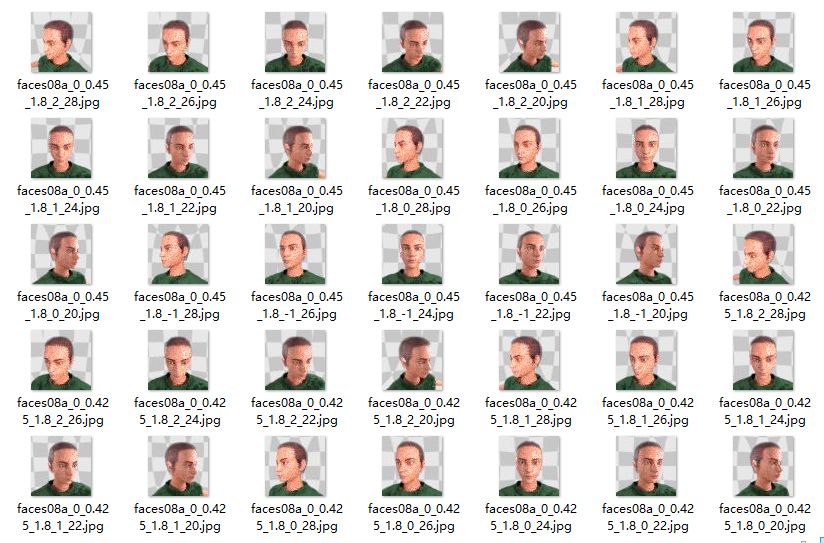 faces08a_0_0.45
_1.8_2_28.jpg
faces08a_0_0.45
_1.8_2_26.jpg
faces08a_0_0.45
_1.8_2_24.jpg
faces08a_0_0.45
_1.8_2_22.jpg
faces08a_0_0.45
_1.8_2_20.jpg
faces08a_0_0.45
_1.8_1_28.jpg
faces08a_0_0.45
_1.8_1_26.jpg
faces08a_0_0.45
_1.8_1_24.jpg
faces08a_0_0.45
_1.8_1_22.jpg
faces08a_0_0.45
_1.8_1_20.jpg
faces08a_0_0.45
_1.8_0_28.jpg
faces08a_0_0.45
_1.8_0_26.jpg
faces08a_0_0.45
_1.8_0_24.jpg
faces08a_0_0.45
_1.8_0_22.jpg
faces08a_0_0.45
_1.8_0_20.jpg
faces08a_0_0.45
_1.8_-1_28.jpg
faces08a_0_0.45
_1.8_-1_26.jpg
faces08a_0_0.45
_1.8_-1_24.jpg
faces08a_0_0.45
_1.8_-1_22.jpg
faces08a_0_0.45
_1.8_-1_20.jpg
faces08a_0_0.42
5_1.8_2_28.jpg
faces08a_0_0.42
5_1.8_2_26.jpg
faces08a_0_0.42
5_1.8_2_24.jpg
faces08a_0_0.42
5_1.8_2_22.jpg
faces08a_0_0.42
5_1.8_2_20.jpg
faces08a_0_0.42
5_1.8_1_28.jpg
faces08a_0_0.42
5_1.8_1_26.jpg
faces08a_0_0.42
5_1.8_1_24.jpg
faces08a_0_0.42
5_1.8_1_22.jpg
faces08a_0_0.42
5_1.8_1_20.jpg
faces08a_0_0.42
5_1.8_0_28.jpg
faces08a_0_0.42
5_1.8_0_26.jpg
faces08a_0_0.42
5_1.8_0_24.jpg
faces08a_0_0.42
5_1.8_0_22.jpg
faces08a_0_0.42
5_1.8_0_20.jpg